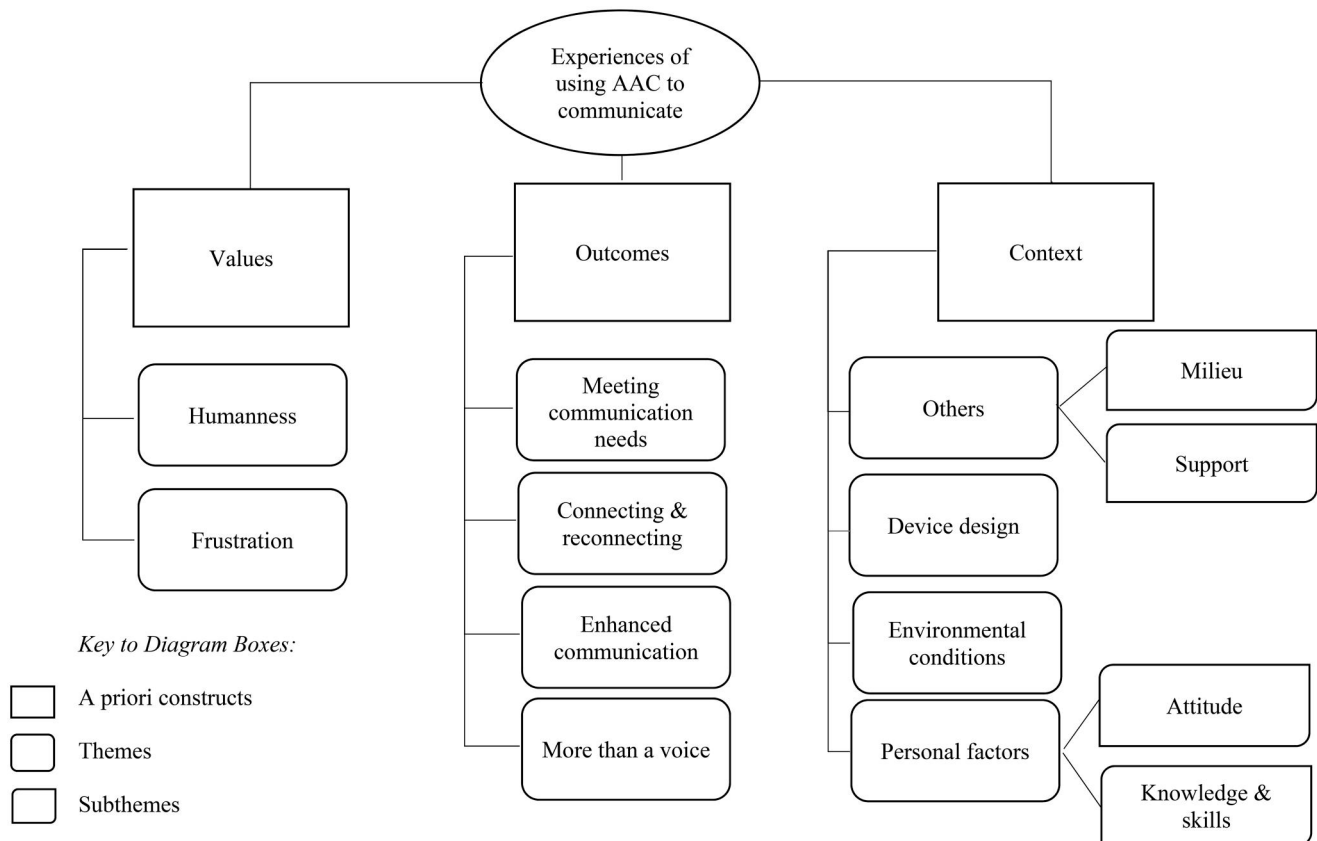 Experiences of
using AAC to
communicate
Values
Outcomes
Context
Humanness
Frustration
Meeting
communication
needs
Connecting &
reconnecting
Enhanced
communication
More than a voice
Others
Milieu
Support
Device design
Environmental
conditions
Personal factors
Attitude
Knowledge &
skills
Key to Diagram Boxes:
A priori constructs
Themes
Subthemes